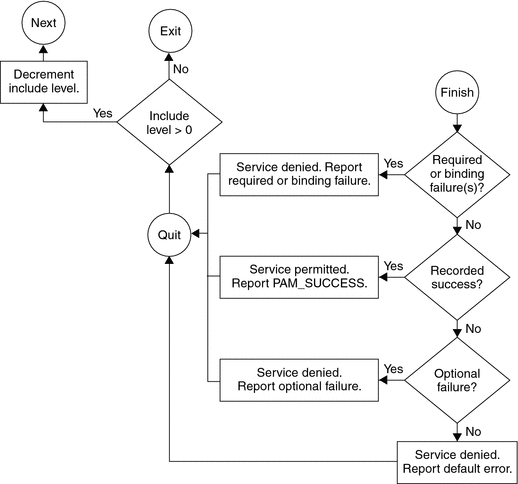 Next
Exit
Decrement
include level.
No
Yes
Include
level > 0
Finish
Service denied. Report
required or binding failure.
Yes
Required
or binding
failure(s)?
No
Quit
Service permitted.
Report PAM_SUCCESS.
Yes
Recorded
success?
No
Service denied.
Report optional failure.
Yes
Optional
failure?
No
Service denied.
Report default error.